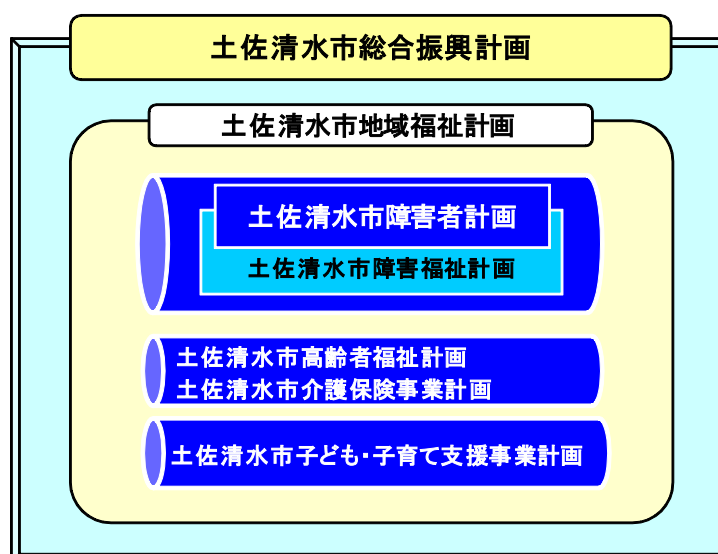 土佐清水市総合振興計画
土佐清水市地域福祉計画
土佐清水市障害者計画
土佐清水市障害福祉計画
土佐清水市高齢者福祉計画
土佐清水市介護保険事業計画
土佐清水市子ども・子育て支援事業計画